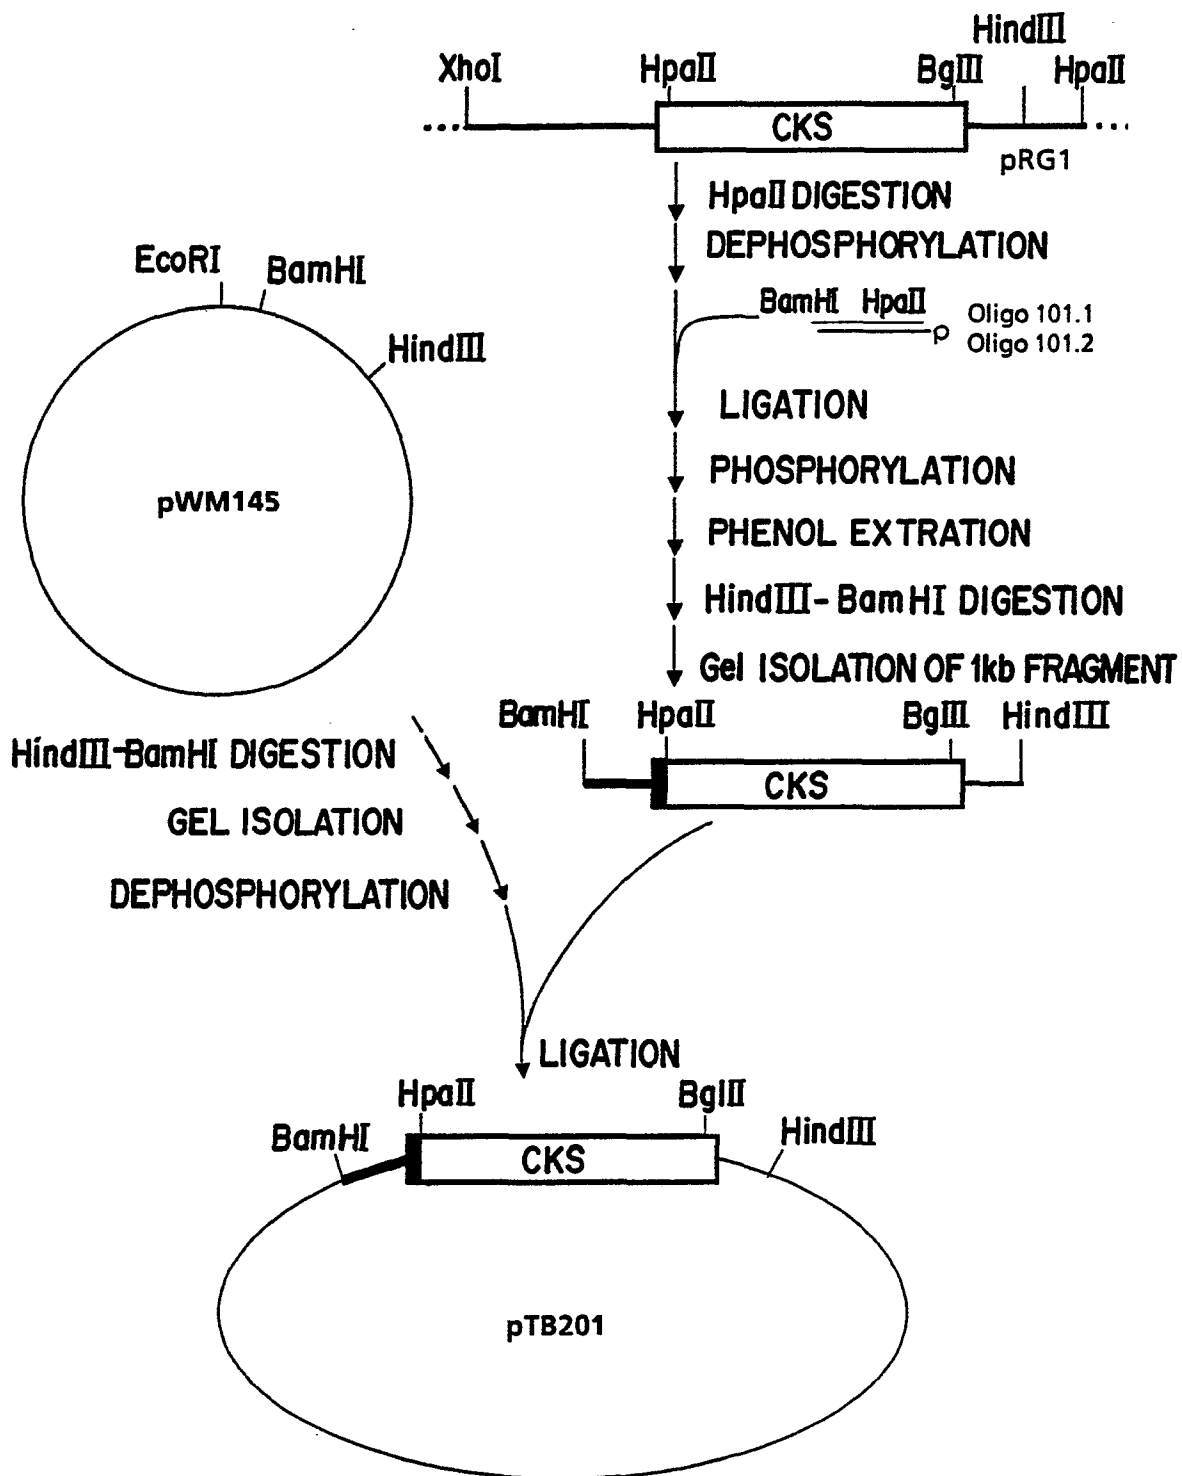 HindIII
XhoI HpaII BglII HpaII
CKS
pRG1
HpaII DIGESTION
DEPHOSPHORYLATION
BamHI HpaII
Oligo 101.1
p Oligo 101.2
LIGATION
PHOSPHORYLATION
PHENOL EXTRATION
HindIII-BamHI DIGESTION
Gel ISOLATION OF 1kb FRAGMENT
BamHI HpaII BglII HindIII
CKS
EcoRI BamHI
HindIII
pWM145
HindIII-BamHI DIGESTION
GEL ISOLATION
DEPHOSPHORYLATION
LIGATION
HpaII BglII
BamHI HindIII
CKS
pTB201